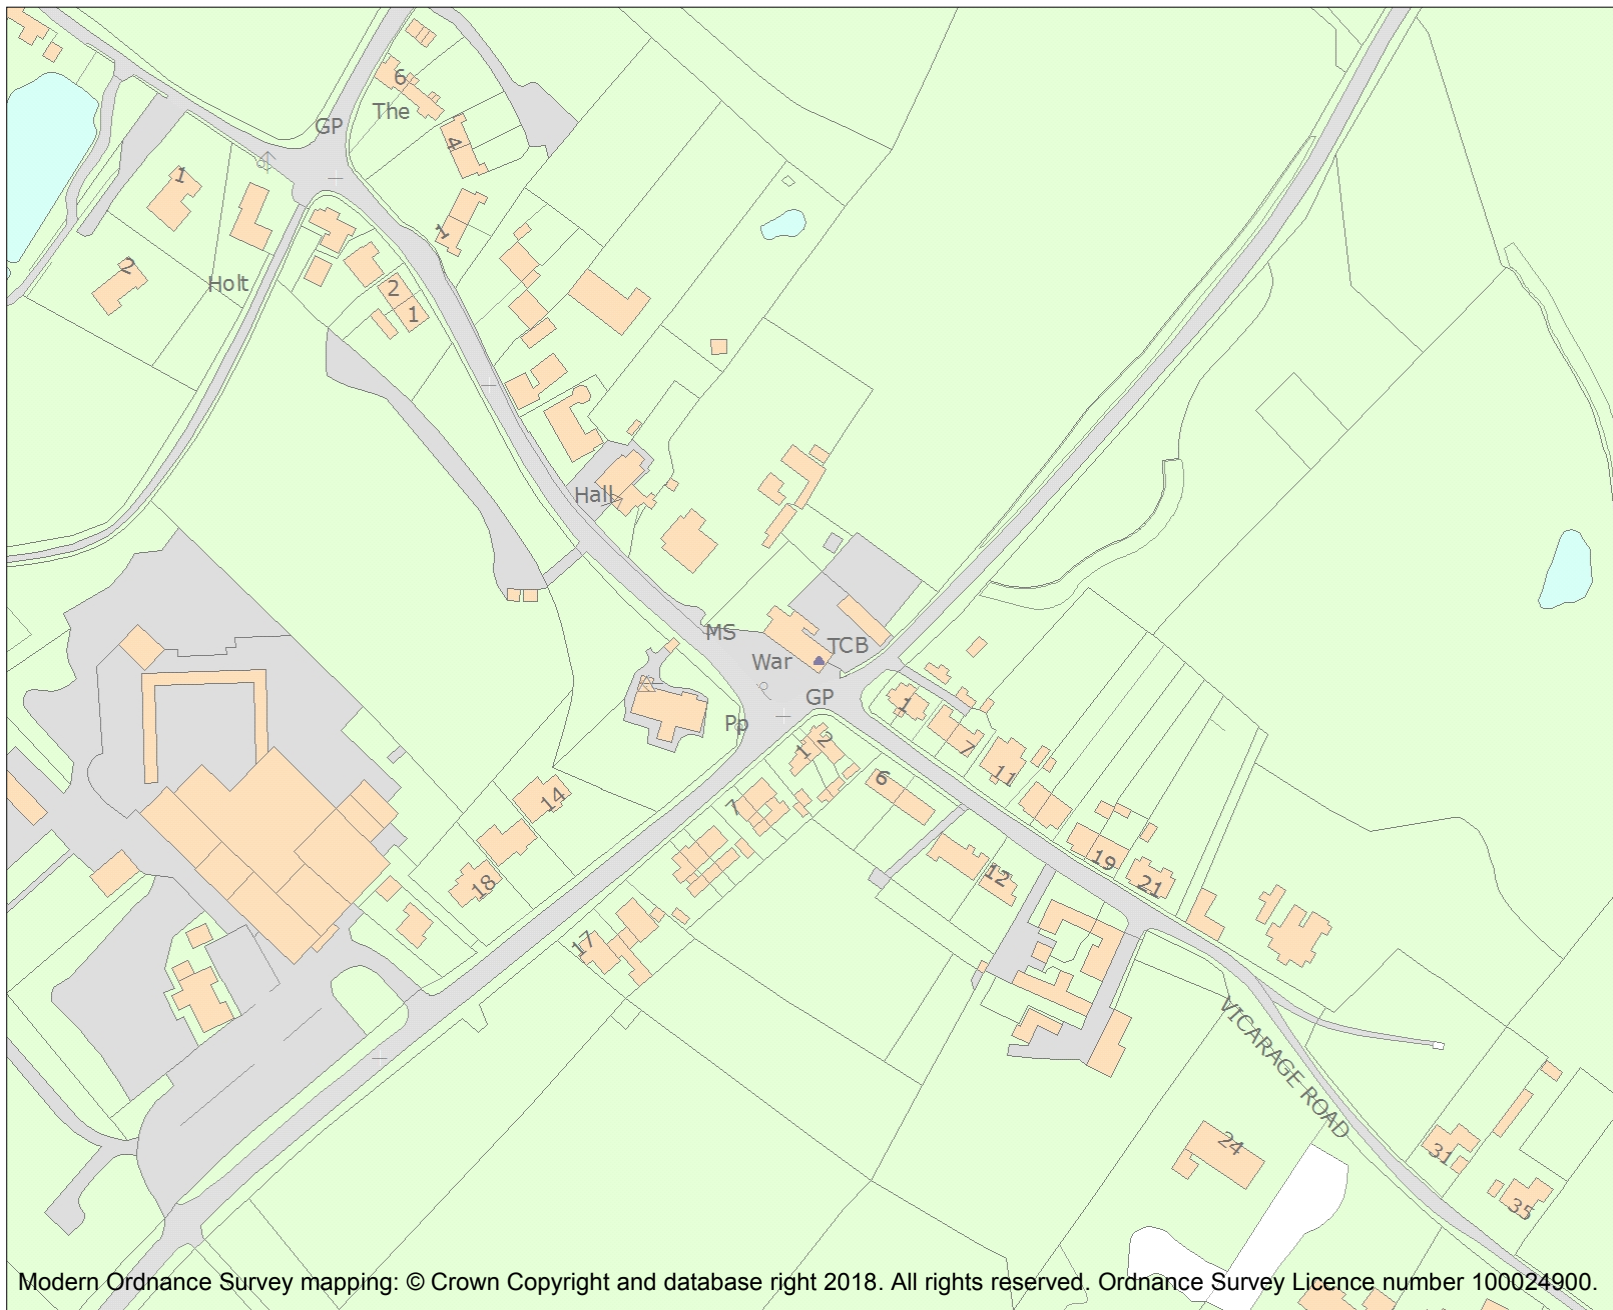 6
The
GP
4
1
1
2
Holt
2
1
Hall
MS
TCB
War
GP
Pp
1
1
2
7
11
6
14
7
18
19
12
21
17
VICARAGE ROAD
24
31
35
Modern Ordnance Survey mapping: © Crown Copyright and database right 2018. All rights reserved. Ordnance Survey Licence number 100024900.